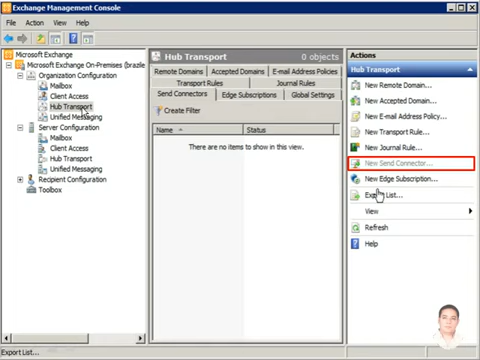 Exchange Management Console
File Action View Help
Microsoft Exchange
Microsoft Exchange On-Premises (brazile
Organization Configuration
Mailbox
Client Access
Hub Transport
Unified Messaging
Server Configuration
Mailbox
Client Access
Hub Transport
Unified Messaging
Recipient Configuration
Toolbox
Hub Transport 0 objects
Remote Domains Accepted Domains E-mail Address Policies
Transport Rules Journal Rules
Send Connectors Edge Subscriptions Global Settings
Create Filter
Name Status
There are no items to show in this view.
Actions
Hub Transport
New Remote Domain...
New Accepted Domain...
New E-mail Address Policy...
New Transport Rule...
New Journal Rule...
New Send Connector...
New Edge Subscription...
Export List...
View
Refresh
Help
Export List...